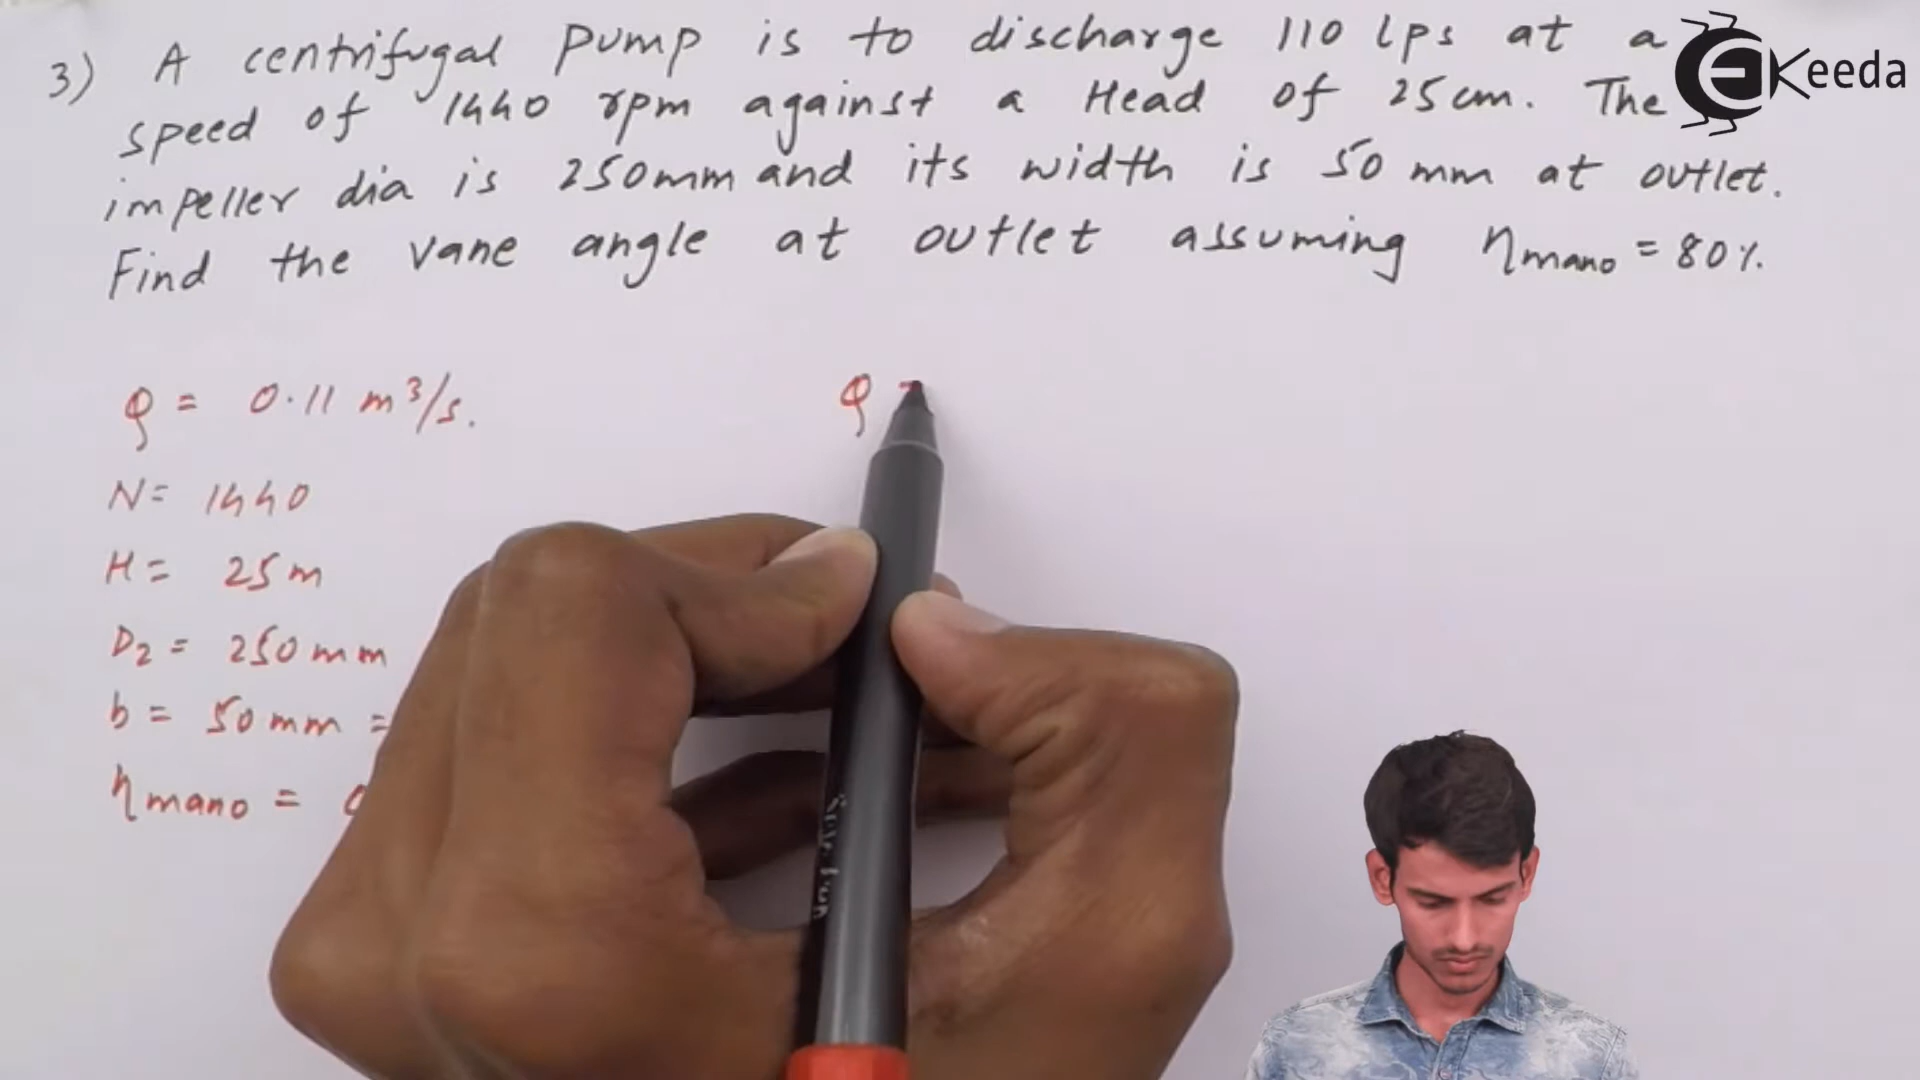 3) A centrifugal pump is to discharge 110 lps at a
speed of 1440 rpm against a Head of 25cm. The
impeller dia is 250mm and its width is 50 mm at outlet.
Find the vane angle at outlet assuming ηmano = 80%.
EKeeda
Q = 0.11 m³/s.
Q =
N = 1440
H = 25m
D₂ = 250mm
b = 50mm =
ηmano =